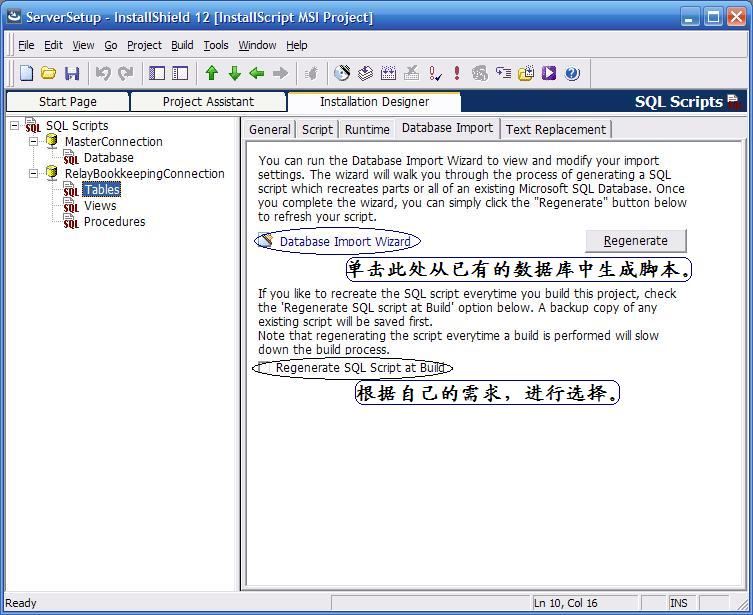 ServerSetup - InstallShield 12 [InstallScript MSI Project]
File Edit View Go Project Build Tools Window Help
Start Page Project Assistant Installation Designer SQL Scripts
SQL Scripts
MasterConnection
Database
RelayBookkeepingConnection
Tables
Views
Procedures
General Script Runtime Database Import Text Replacement
You can run the Database Import Wizard to view and modify your import
settings. The wizard will walk you through the process of generating a SQL
script which recreates parts or all of an existing Microsoft SQL Database. Once
you complete the wizard, you can simply click the "Regenerate" button below
to refresh your script.
Database Import Wizard Regenerate
单击此处从已有的数据库中生成脚本。
If you like to recreate the SQL script everytime you build this project, check
the 'Regenerate SQL script at Build' option below. A backup copy of any
existing script will be saved first.
Note that regenerating the script everytime a build is performed will slow
down the build process.
Regenerate SQL Script at Build
根据自己的需求，进行选择。
Ready Ln 10, Col 16 INS